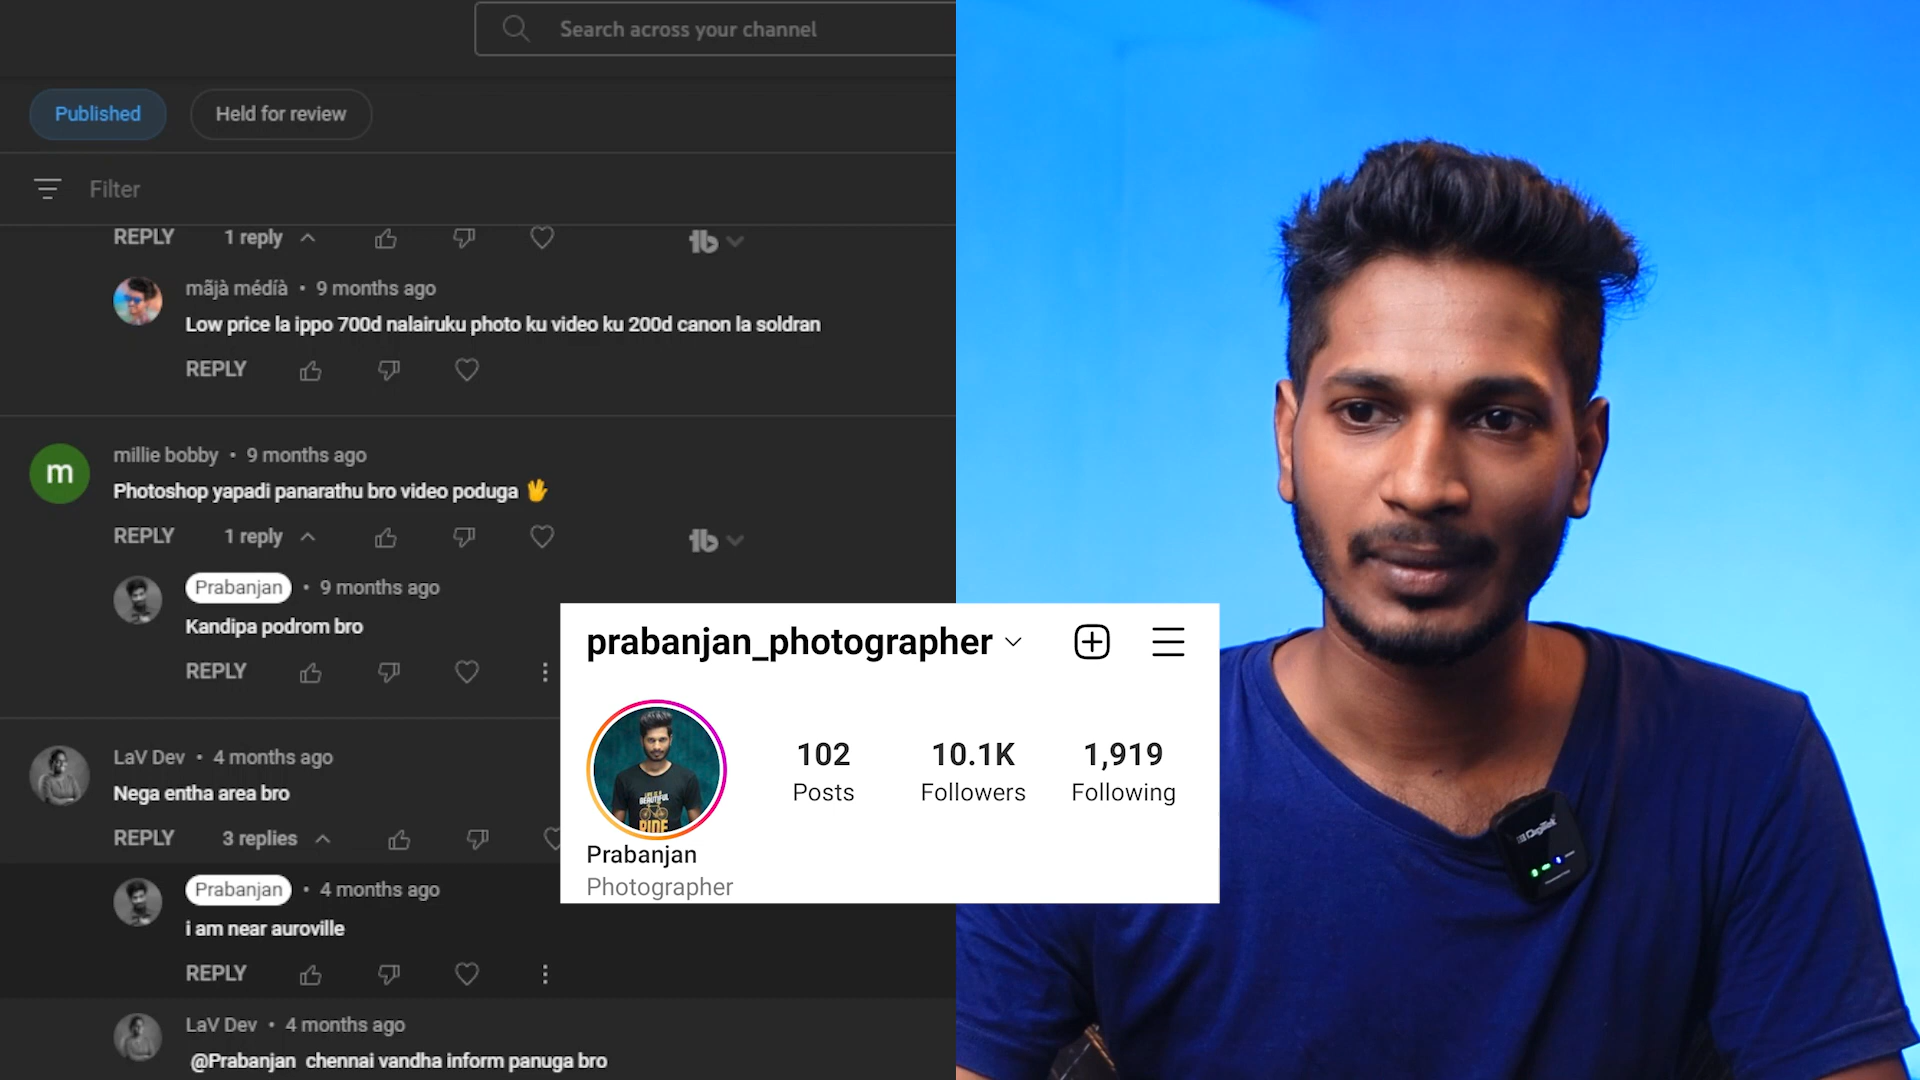 Search across your channel
Published
Held for review
Filter
REPLY 1 reply
mãjà médíà • 9 months ago
Low price la ippo 700d nalairuku photo ku video ku 200d canon la soldran
REPLY
m
millie bobby • 9 months ago
Photoshop yapadi panarathu bro video poduga 🖖
REPLY 1 reply
Prabanjan • 9 months ago
Kandipa podrom bro
REPLY
LaV Dev • 4 months ago
Nega entha area bro
REPLY 3 replies
Prabanjan • 4 months ago
i am near auroville
REPLY
LaV Dev • 4 months ago
@Prabanjan chennai vandha inform panuga bro
prabanjan_photographer
102 10.1K 1,919
Posts Followers Following
BEAUTIFUL
RIDE
Prabanjan
Photographer
DigiTek